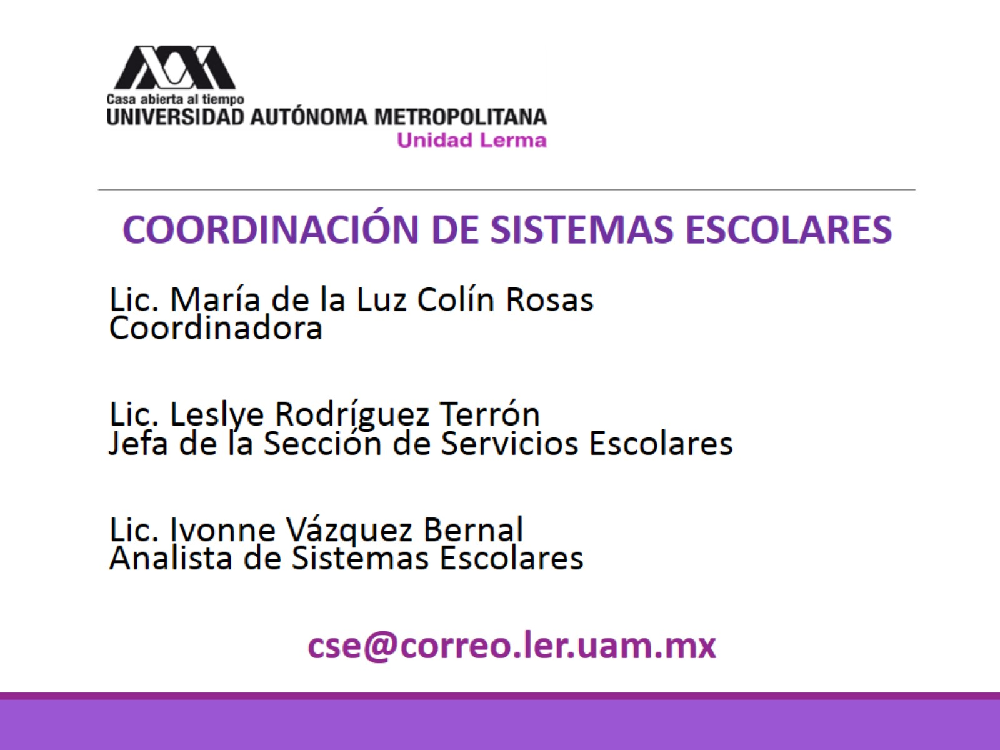 Casa abierta al tiempo
UNIVERSIDAD AUTÓNOMA METROPOLITANA
Unidad Lerma
COORDINACIÓN DE SISTEMAS ESCOLARES
Lic. María de la Luz Colín Rosas
Coordinadora
Lic. Leslye Rodríguez Terrón
Jefa de la Sección de Servicios Escolares
Lic. Ivonne Vázquez Bernal
Analista de Sistemas Escolares
cse@correo.ler.uam.mx